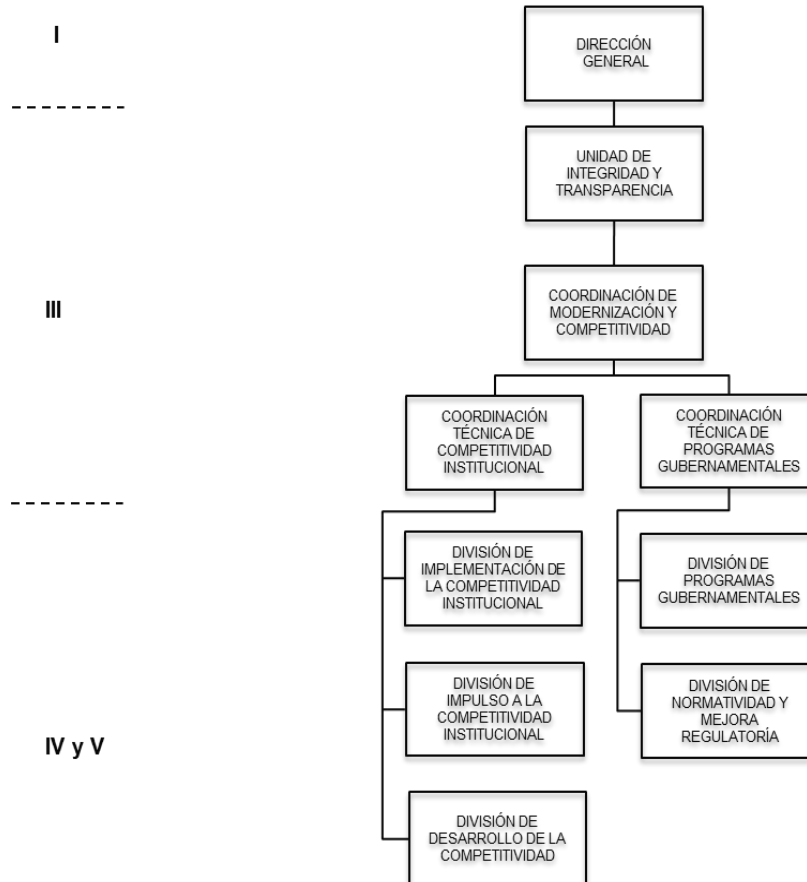 I
DIRECCIÓN
GENERAL
UNIDAD DE
INTEGRIDAD Y
TRANSPARENCIA
III
COORDINACIÓN DE
MODERNIZACIÓN Y
COMPETITIVIDAD
COORDINACIÓN
TÉCNICA DE
COMPETITIVIDAD
INSTITUCIONAL
COORDINACIÓN
TÉCNICA DE
PROGRAMAS
GUBERNAMENTALES
DIVISIÓN DE
IMPLEMENTACIÓN DE
LA COMPETITIVIDAD
INSTITUCIONAL
DIVISIÓN DE
PROGRAMAS
GUBERNAMENTALES
DIVISIÓN DE
IMPULSO A LA
COMPETITIVIDAD
INSTITUCIONAL
DIVISIÓN DE
NORMATIVIDAD Y
MEJORA
REGULATORÍA
IV y V
DIVISIÓN DE
DESARROLLO DE LA
COMPETITIVIDAD